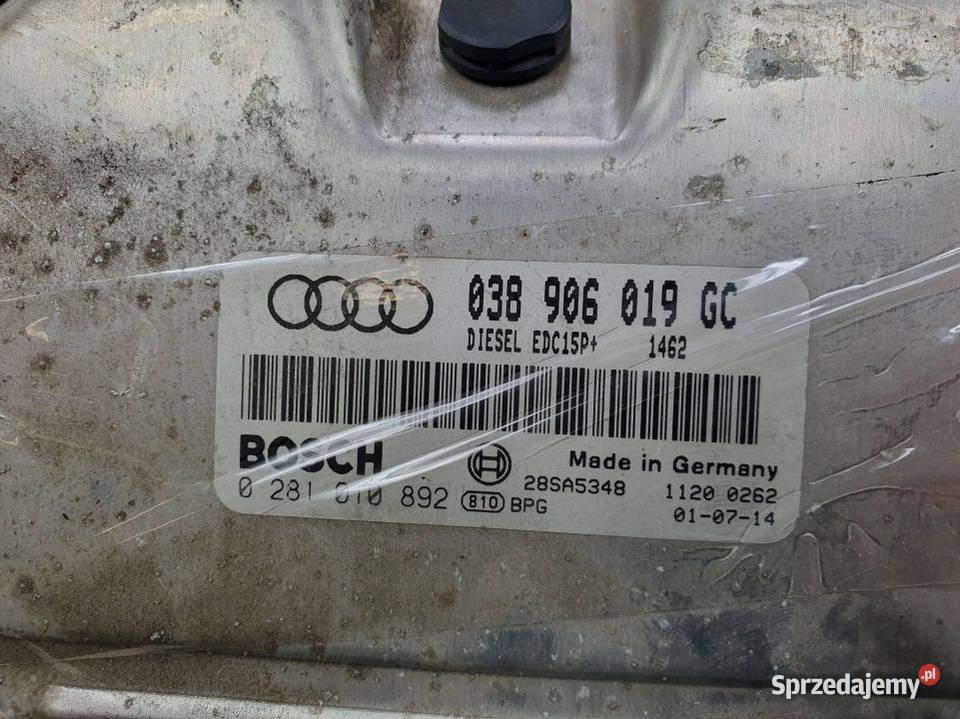 038 906 019 GC
DIESEL EDC15P+ 1462
BOSCH
Made in Germany
0 281 010 892 810 BPG 28SA5348 1120 0262
01-07-14
Sprzedajemy.pl